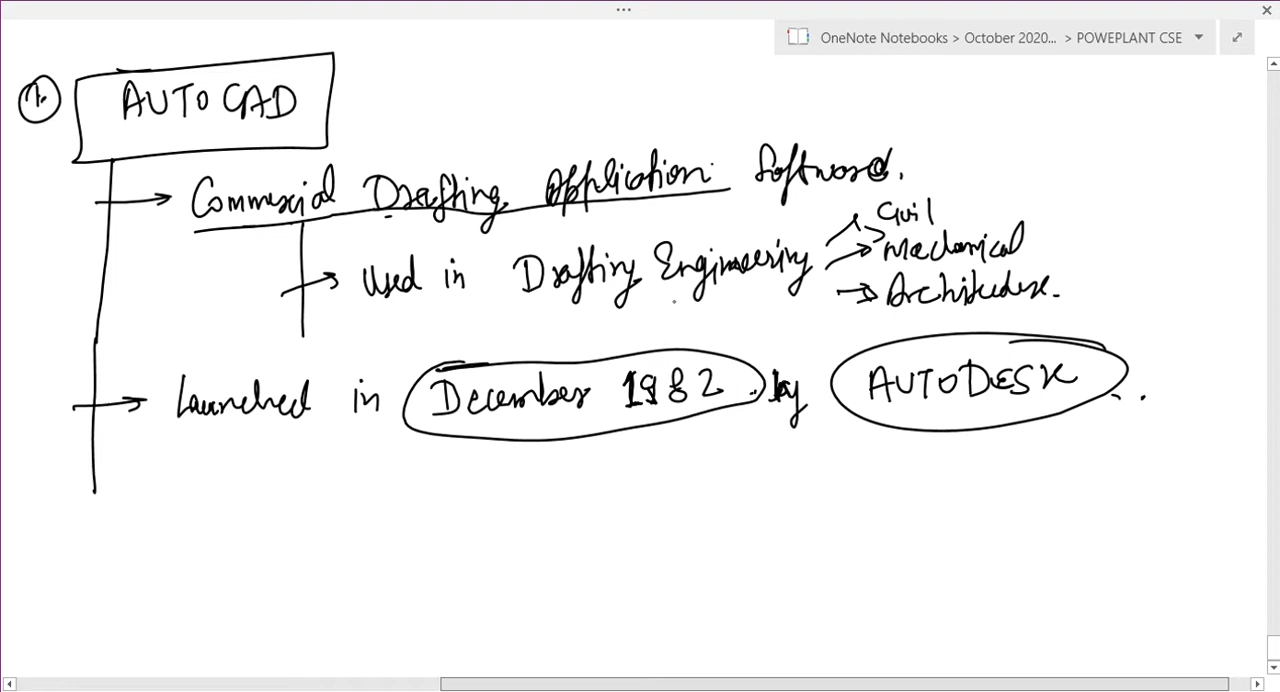 OneNote Notebooks > October 2020... > POWEPLANT CSE
1.
AUTO CAD
Commercial Drafting Application Software.
Used in Drafting Engineering
Civil
Mechanical
Architecture.
Launched in December 1982 by AUTODESK..